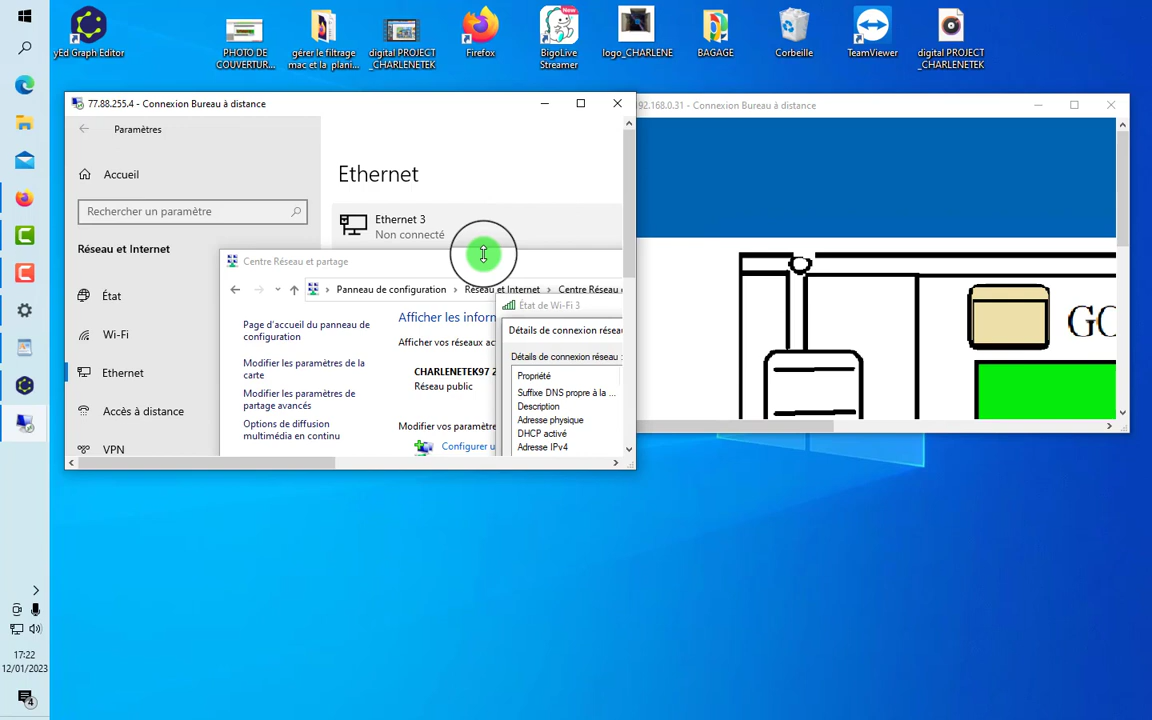 yEd Graph Editor
PHOTO DE
COUVERTUR...
gérer le filtrage
mac et la plani...
digital PROJECT
_CHARLENETEK
Firefox
New
BigoLive
Streamer
logo_CHARLENE
BAGAGE
Corbeille
TeamViewer
digital PROJECT
_CHARLENETEK
77.88.255.4 - Connexion Bureau à distance
Paramètres
Accueil
Rechercher un paramètre
Réseau et Internet
État
Wi-Fi
Ethernet
Accès à distance
VPN
Ethernet
Ethernet 3
Non connecté
Centre Réseau et partage
Panneau de configuration
Réseau et Internet
Centre Réseau e
Page d'accueil du panneau de
configuration
Modifier les paramètres de la
carte
Modifier les paramètres de
partage avancés
Options de diffusion
multimédia en continu
Afficher les inform
Afficher vos réseaux ac
CHARLENETEK97 2
Réseau public
Modifier vos paramètre
Configurer u
État de Wi-Fi 3
Détails de connexion réseau
Détails de connexion réseau :
Propriété
Suffixe DNS propre à la ...
Description
Adresse physique
DHCP activé
Adresse IPv4
92.168.0.31 - Connexion Bureau à distance
GO
17:22
12/01/2023
4